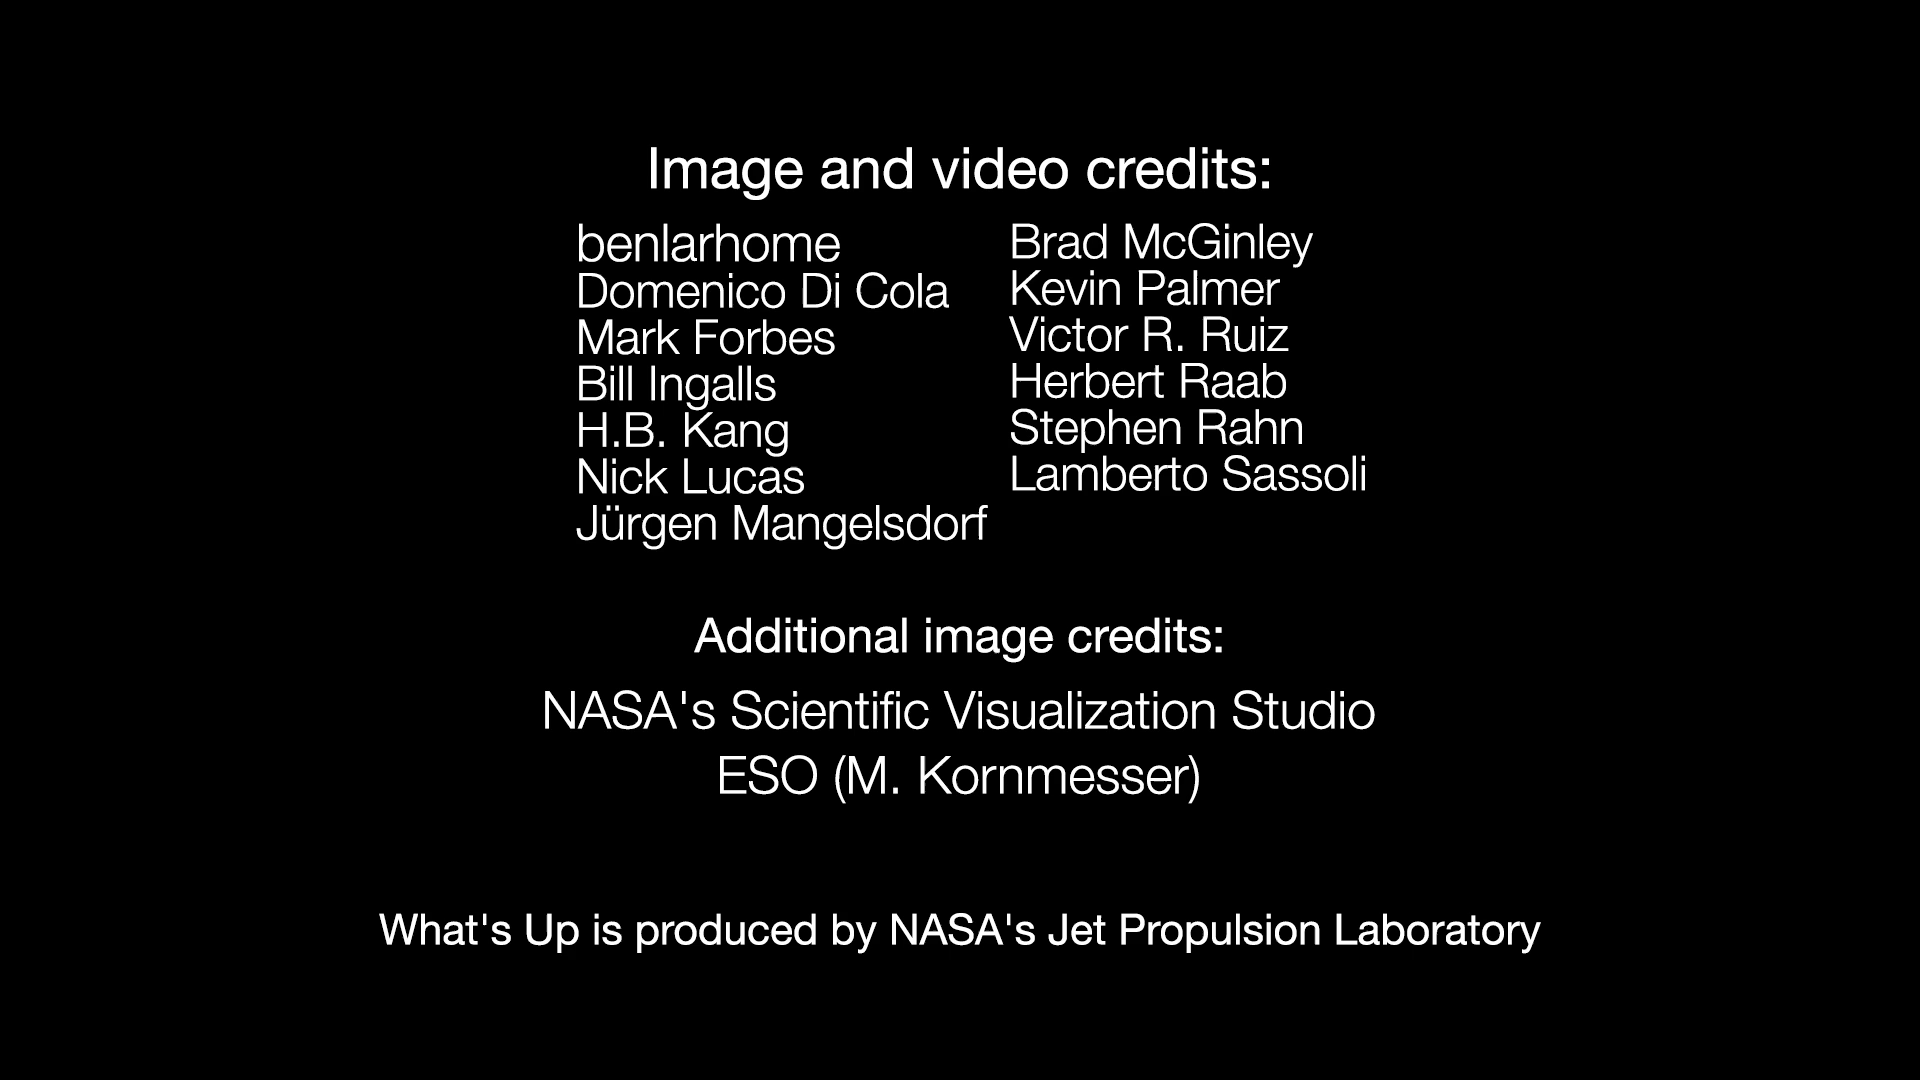 Image and video credits:
benlarhome
Domenico Di Cola
Mark Forbes
Bill Ingalls
H.B. Kang
Nick Lucas
Jürgen Mangelsdorf
Brad McGinley
Kevin Palmer
Victor R. Ruiz
Herbert Raab
Stephen Rahn
Lamberto Sassoli
Additional image credits:
NASA's Scientific Visualization Studio
ESO (M. Kornmesser)
What's Up is produced by NASA's Jet Propulsion Laboratory